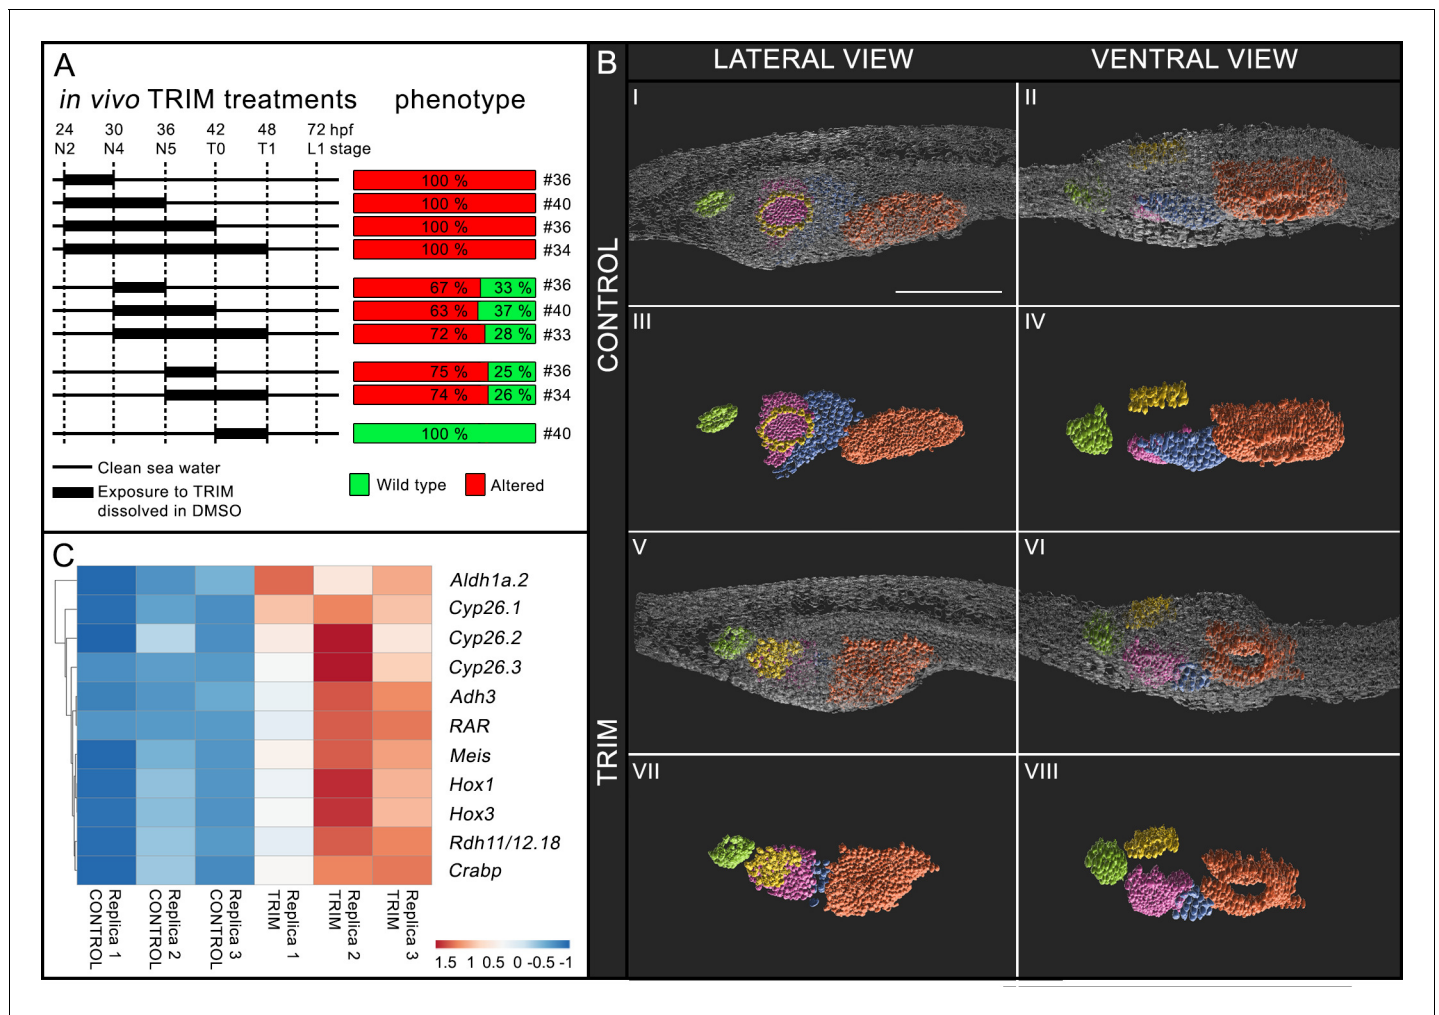 A
in vivo TRIM treatments
phenotype
24 30 36 42 48 72 hpf
N2 N4 N5 T0 T1 L1 stage
100 % #36
100 % #40
100 % #36
100 % #34
67 % 33 % #36
63 % 37 % #40
72 % 28 % #33
75 % 25 % #36
74 % 26 % #34
100 % #40
Clean sea water
Exposure to TRIM
dissolved in DMSO
Wild type
Altered
B
LATERAL VIEW
VENTRAL VIEW
CONTROL
TRIM
I
II
III
IV
V
VI
VII
VIII
C
Aldh1a.2
Cyp26.1
Cyp26.2
Cyp26.3
Adh3
RAR
Meis
Hox1
Hox3
Rdh11/12.18
Crabp
Replica 1
CONTROL
Replica 2
CONTROL
Replica 3
CONTROL
Replica 1
TRIM
Replica 2
TRIM
Replica 3
TRIM
1.5 1 0.5 0 -0.5 -1